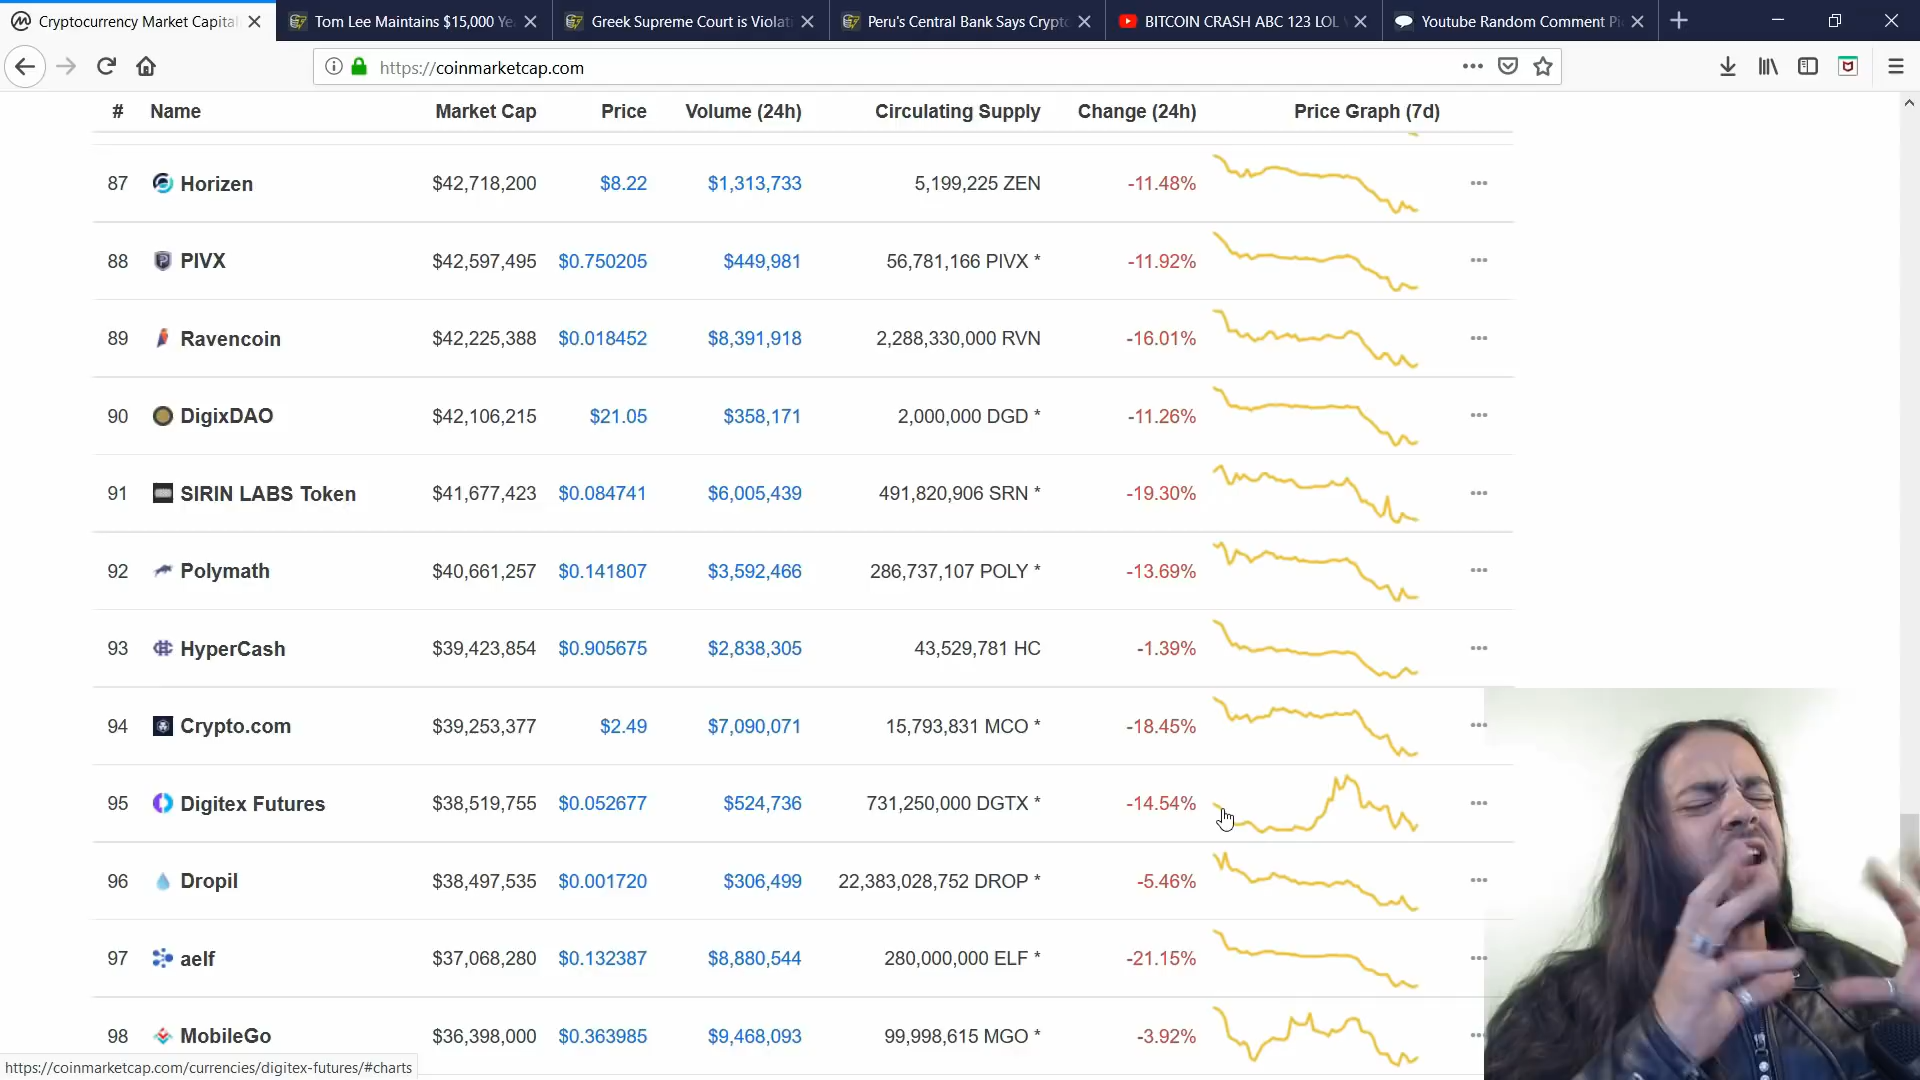 Cryptocurrency Market Capital
Tom Lee Maintains $15,000 Ye
Greek Supreme Court is Violat
Peru's Central Bank Says Crypto
BITCOIN CRASH ABC 123 LOL
Youtube Random Comment Pi
https://coinmarketcap.com
# Name Market Cap Price Volume (24h) Circulating Supply Change (24h) Price Graph (7d)
87 Horizen $42,718,200 $8.22 $1,313,733 5,199,225 ZEN -11.48%
88 PIVX $42,597,495 $0.750205 $449,981 56,781,166 PIVX * -11.92%
89 Ravencoin $42,225,388 $0.018452 $8,391,918 2,288,330,000 RVN -16.01%
90 DigixDAO $42,106,215 $21.05 $358,171 2,000,000 DGD * -11.26%
91 SIRIN LABS Token $41,677,423 $0.084741 $6,005,439 491,820,906 SRN * -19.30%
92 Polymath $40,661,257 $0.141807 $3,592,466 286,737,107 POLY * -13.69%
93 HyperCash $39,423,854 $0.905675 $2,838,305 43,529,781 HC -1.39%
94 Crypto.com $39,253,377 $2.49 $7,090,071 15,793,831 MCO * -18.45%
95 Digitex Futures $38,519,755 $0.052677 $524,736 731,250,000 DGTX * -14.54%
96 Dropil $38,497,535 $0.001720 $306,499 22,383,028,752 DROP * -5.46%
97 aelf $37,068,280 $0.132387 $8,880,544 280,000,000 ELF * -21.15%
98 MobileGo $36,398,000 $0.363985 $9,468,093 99,998,615 MGO * -3.92%
https://coinmarketcap.com/currencies/digitex-futures/#charts